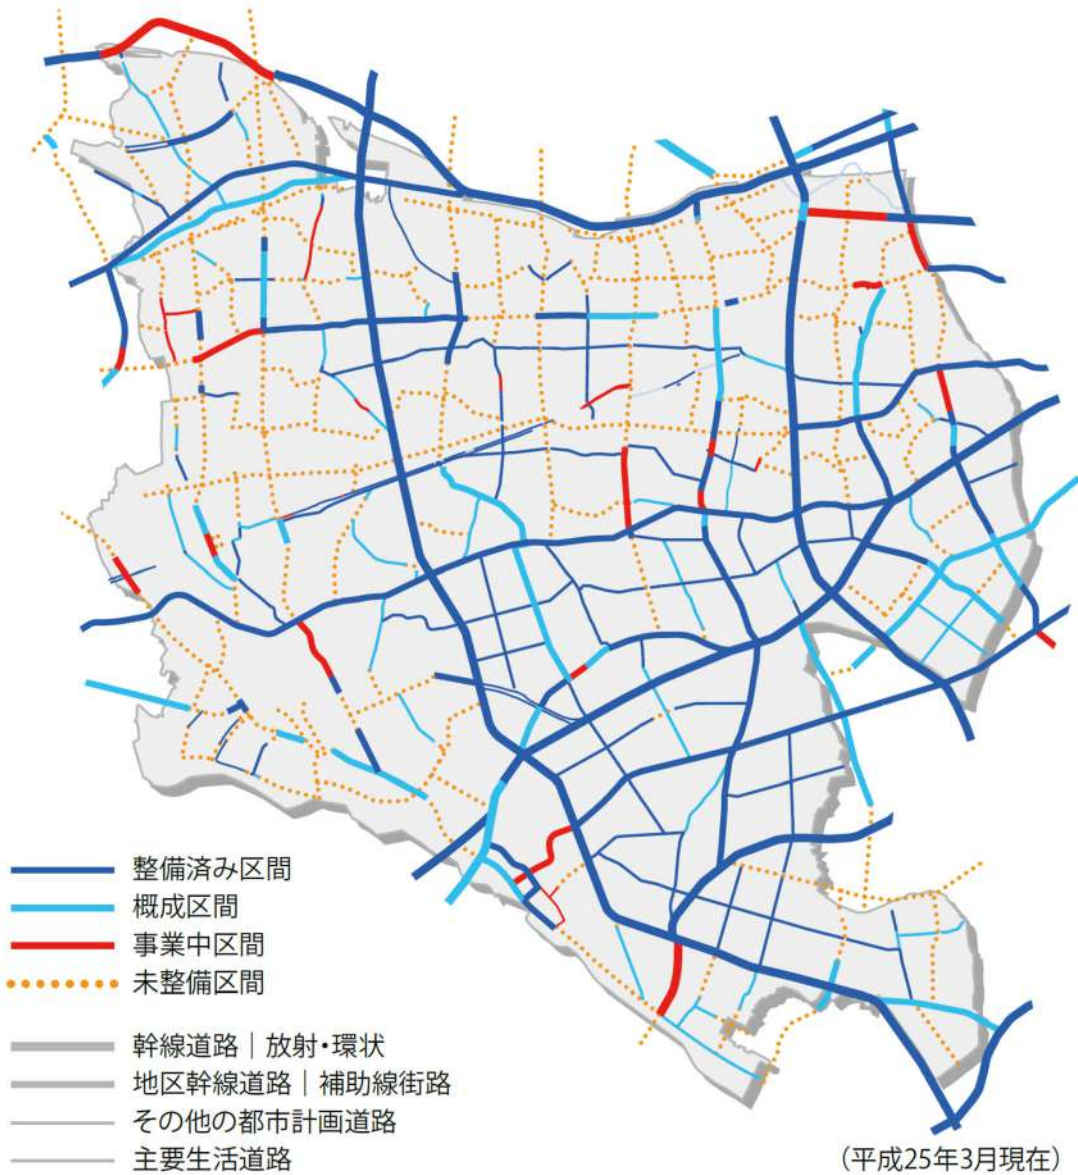 整備済み区間
概成区間
事業中区間
未整備区間
幹線道路｜放射・環状
地区幹線道路｜補助線街路
その他の都市計画道路
主要生活道路
（平成25年3月現在）